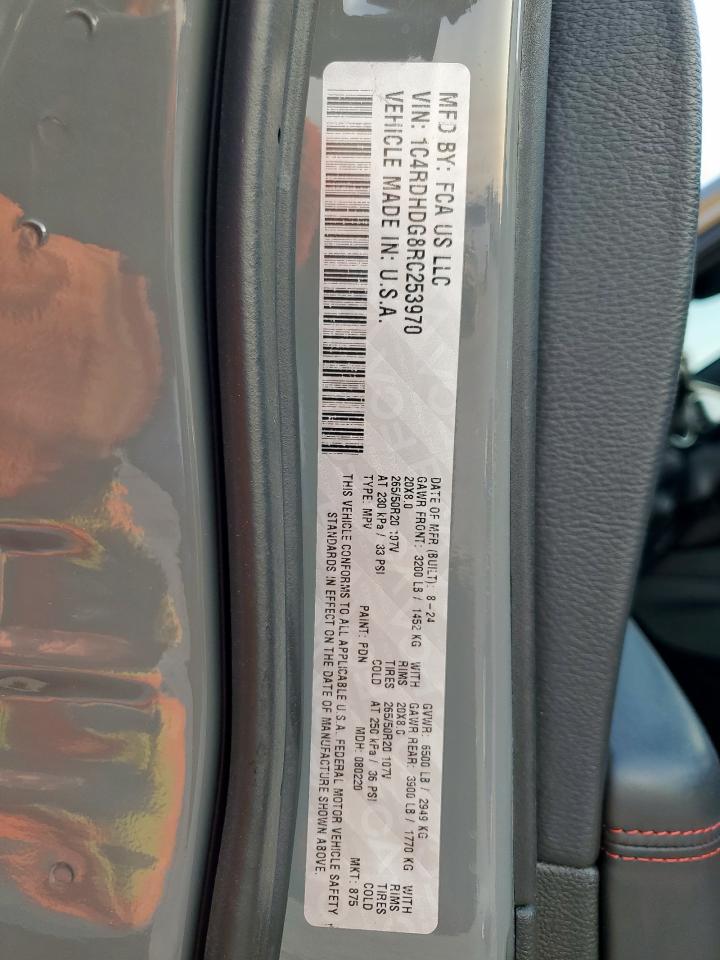 MFD BY: FCA US LLC
VIN: 1C4RDHDG8RC253970
VEHICLE MADE IN: U.S.A.
DATE OF MFR (BUILT): 8-24 GVWR: 6500 LB / 2949 KG
GAWR FRONT: 3200 LB / 1452 KG WITH GAWR REAR: 3900 LB / 1770 KG WITH
20X8.0 RIMS 20X8.0 RIMS
265/50R20 107V TIRES 265/50R20 107V TIRES
AT 230 kPa / 33 PSI COLD AT 250 kPa / 36 PSI COLD
TYPE: MPV PAINT: PDN MDH: 080220 MKT: 875
THIS VEHICLE CONFORMS TO ALL APPLICABLE U.S.A. FEDERAL MOTOR VEHICLE SAFETY
STANDARDS IN EFFECT ON THE DATE OF MANUFACTURE SHOWN ABOVE.